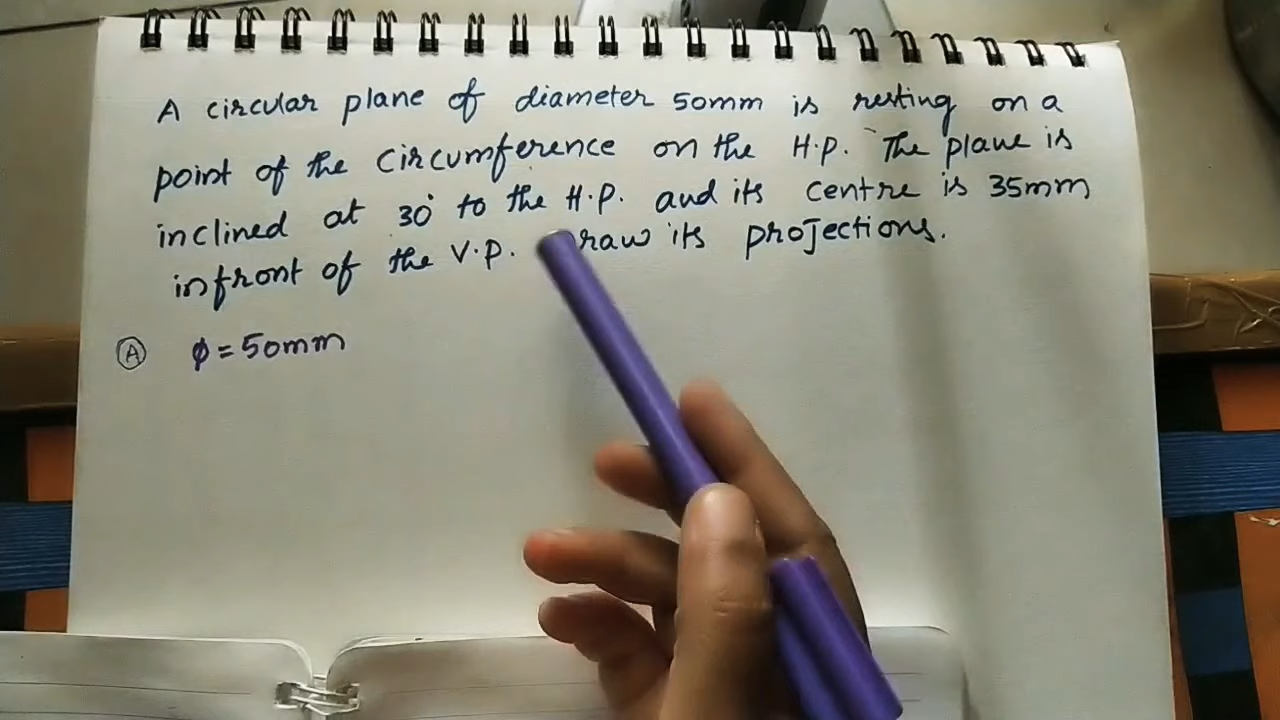 A circular plane of diameter 50mm is resting on a
point of the circumference on the H.P. The plane is
inclined at 30° to the H.P. and its centre is 35mm
infront of the V.P. raw its projections.
A φ = 50mm